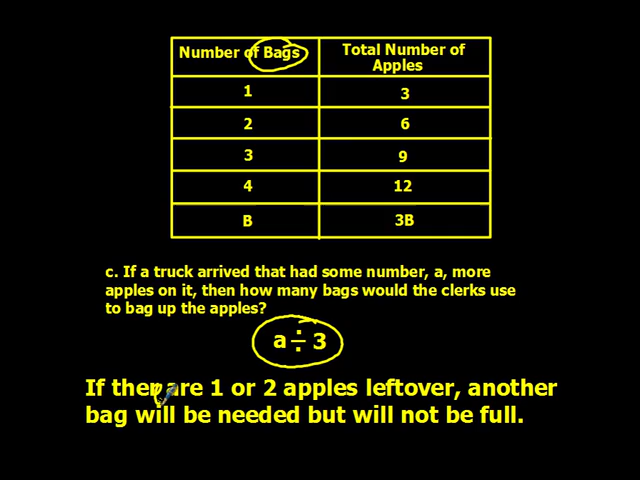 Number of Bags
Total Number of
Apples
1
3
2
6
3
9
4
12
B
3B
c. If a truck arrived that had some number, a, more
apples on it, then how many bags would the clerks use
to bag up the apples?
a ÷ 3
If there are 1 or 2 apples leftover, another
bag will be needed but will not be full.